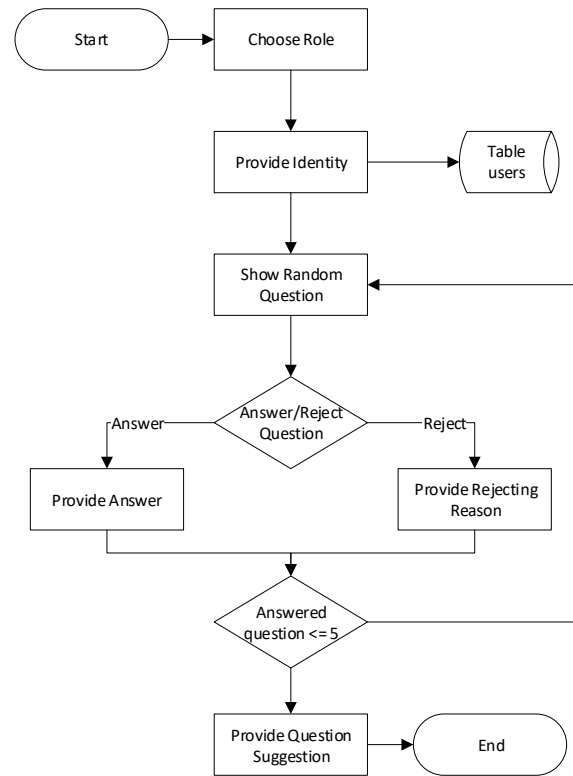 Start
Choose Role
Provide Identity
Table
users
Show Random
Question
Answer/Reject
Question
Answer
Reject
Provide Answer
Provide Rejecting
Reason
Answered
question <= 5
Provide Question
Suggestion
End